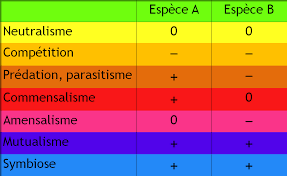 Espèce A Espèce B
Neutralisme 0 0
Compétition – –
Prédation, parasitisme + –
Commensalisme + 0
Amensalisme 0 –
Mutualisme + +
Symbiose + +